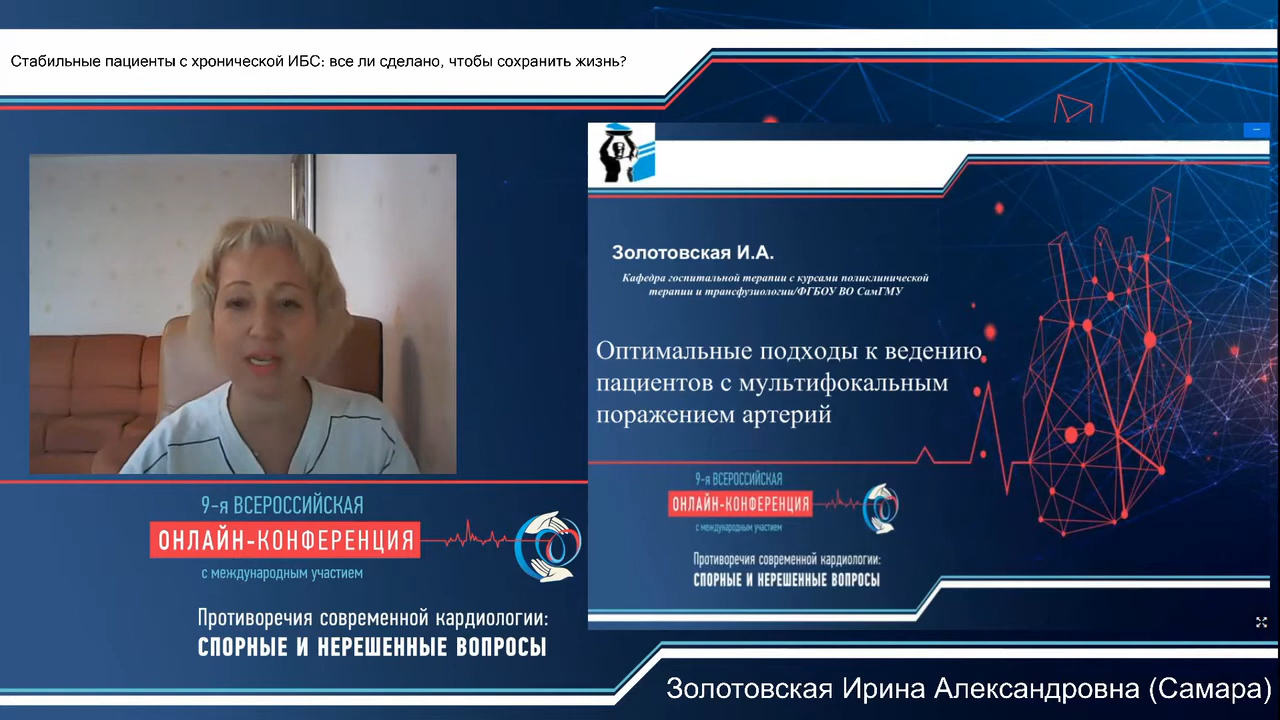 Стабильные пациенты с хронической ИБС: все ли сделано, чтобы сохранить жизнь?
Золотовская И.А.
Кафедра госпитальной терапии с курсами поликлинической
терапии и трансфузиологии/ФГБОУ ВО СамГМУ
Оптимальные подходы к ведению
пациентов с мультифокальным
поражением артерий
9-я ВСЕРОССИЙСКАЯ
ОНЛАЙН-КОНФЕРЕНЦИЯ
с международным участием
Противоречия современной кардиологии:
СПОРНЫЕ И НЕРЕШЕННЫЕ ВОПРОСЫ
9-я ВСЕРОССИЙСКАЯ
ОНЛАЙН-КОНФЕРЕНЦИЯ
с международным участием
Противоречия современной кардиологии:
СПОРНЫЕ И НЕРЕШЕННЫЕ ВОПРОСЫ
Золотовская Ирина Александровна (Самара)